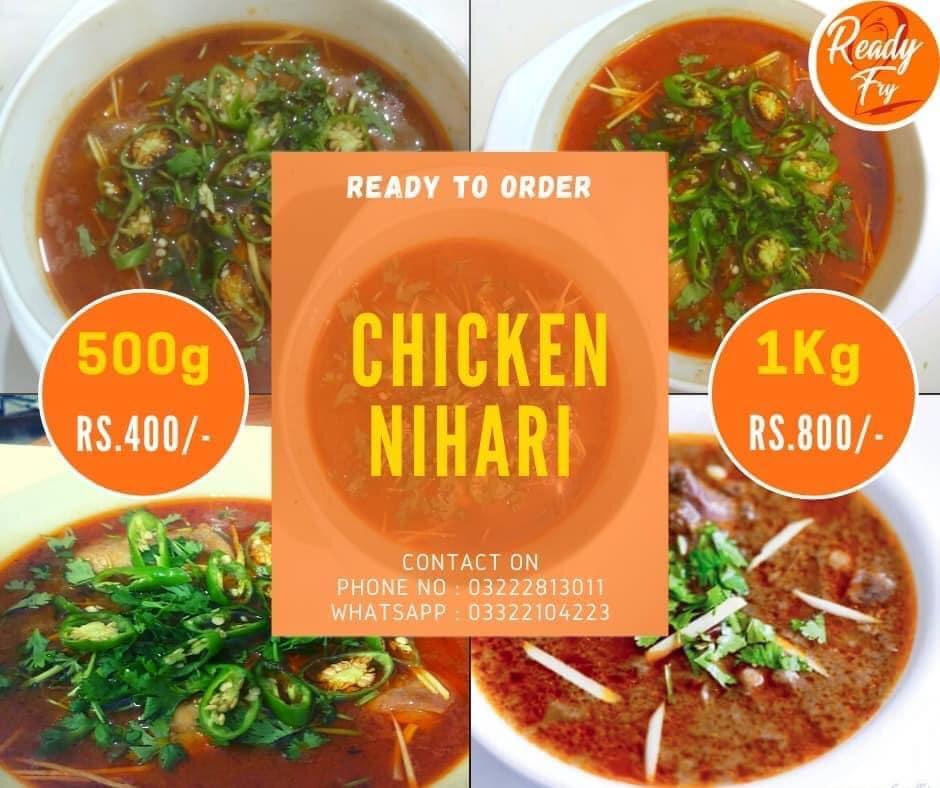 Ready
2
Fry
READY TO ORDER
CHICKEN
NIHARI
500g
RS.400/-
1Kg
RS.800/-
CONTACT ON
PHONE NO : 03222813011
WHATSAPP : 03322104223